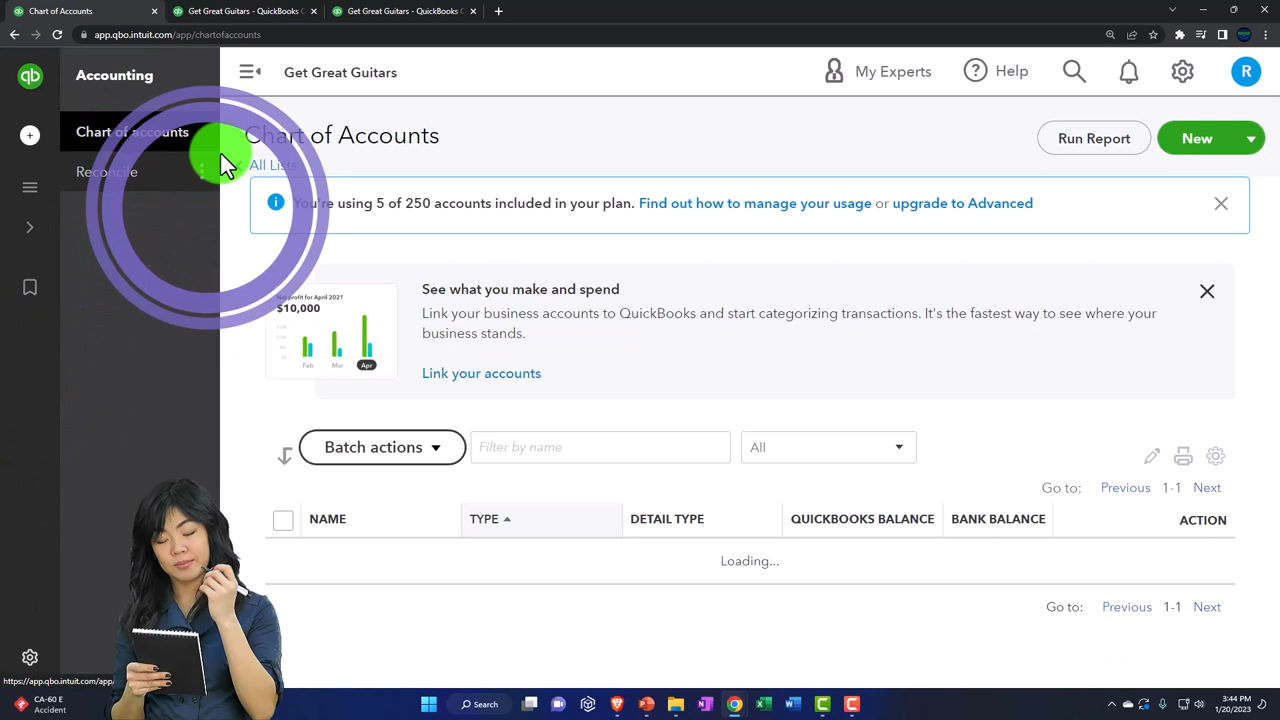 Chart of Accounts
Get Great Guitars - QuickBooks C
Get Great Guitars - QuickBooks C
app.qbo.intuit.com/app/chartofaccounts
qb
Accounting
Get Great Guitars
My Experts
Help
R
Chart of accounts
Reconcile
Chart of Accounts
All Lists
Run Report
New
You're using 5 of 250 accounts included in your plan. Find out how to manage your usage or upgrade to Advanced
Net profit for April 2021
$10,000
Feb Mar Apr
See what you make and spend
Link your business accounts to QuickBooks and start categorizing transactions. It's the fastest way to see where your
business stands.
Link your accounts
Batch actions
Filter by name
All
Go to: Previous 1-1 Next
NAME TYPE DETAIL TYPE QUICKBOOKS BALANCE BANK BALANCE ACTION
Loading...
Go to: Previous 1-1 Next
https://app.qbo.intuit.com/app/
CA-60 E
Accident
Search
3:44 PM
1/20/2023